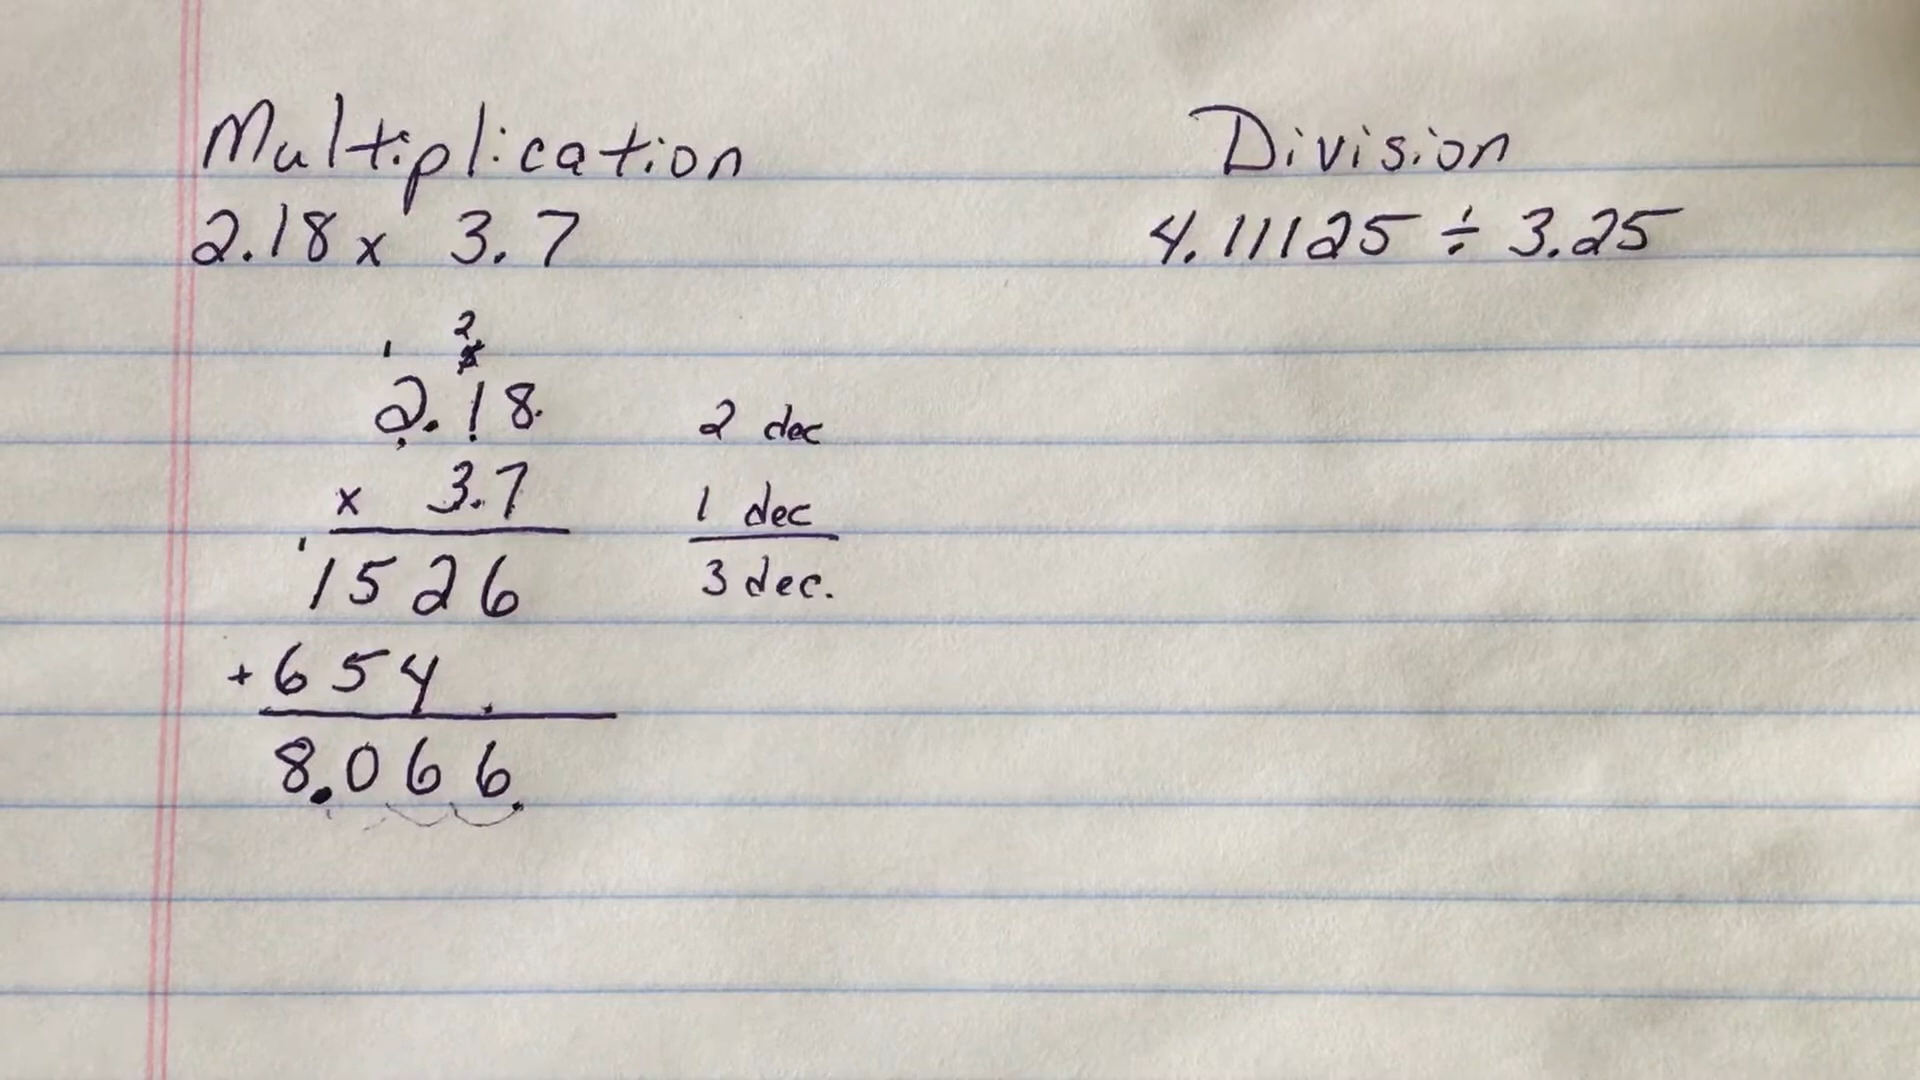 Multiplication
2.18 x 3.7
1 2
2.18
x 3.7
1
1526
+ 654
8.066
2 dec
1 dec
3 dec.
Division
4.11125 ÷ 3.25